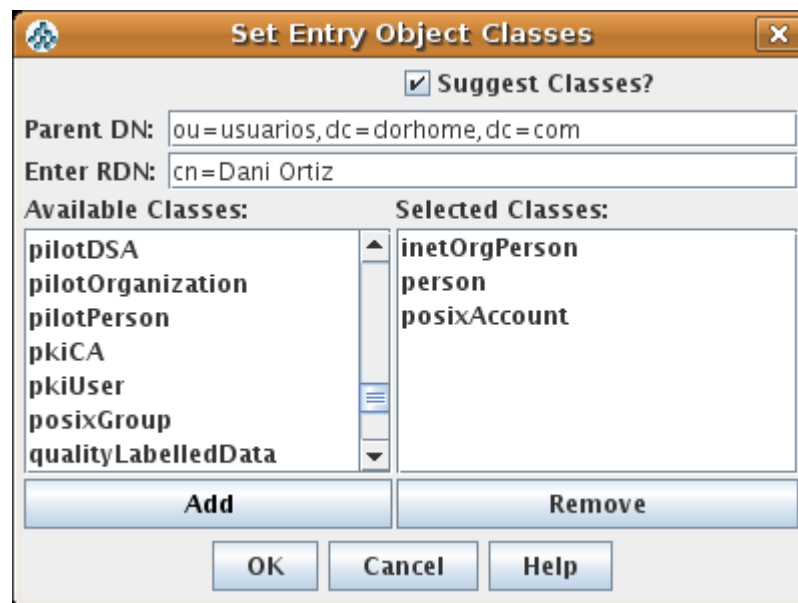 Set Entry Object Classes
Suggest Classes?
Parent DN: ou=usuarios,dc=dorhome,dc=com
Enter RDN: cn=Dani Ortiz
Available Classes:
pilotDSA
pilotOrganization
pilotPerson
pkiCA
pkiUser
posixGroup
qualityLabelledData
Selected Classes:
inetOrgPerson
person
posixAccount
Add Remove
OK Cancel Help